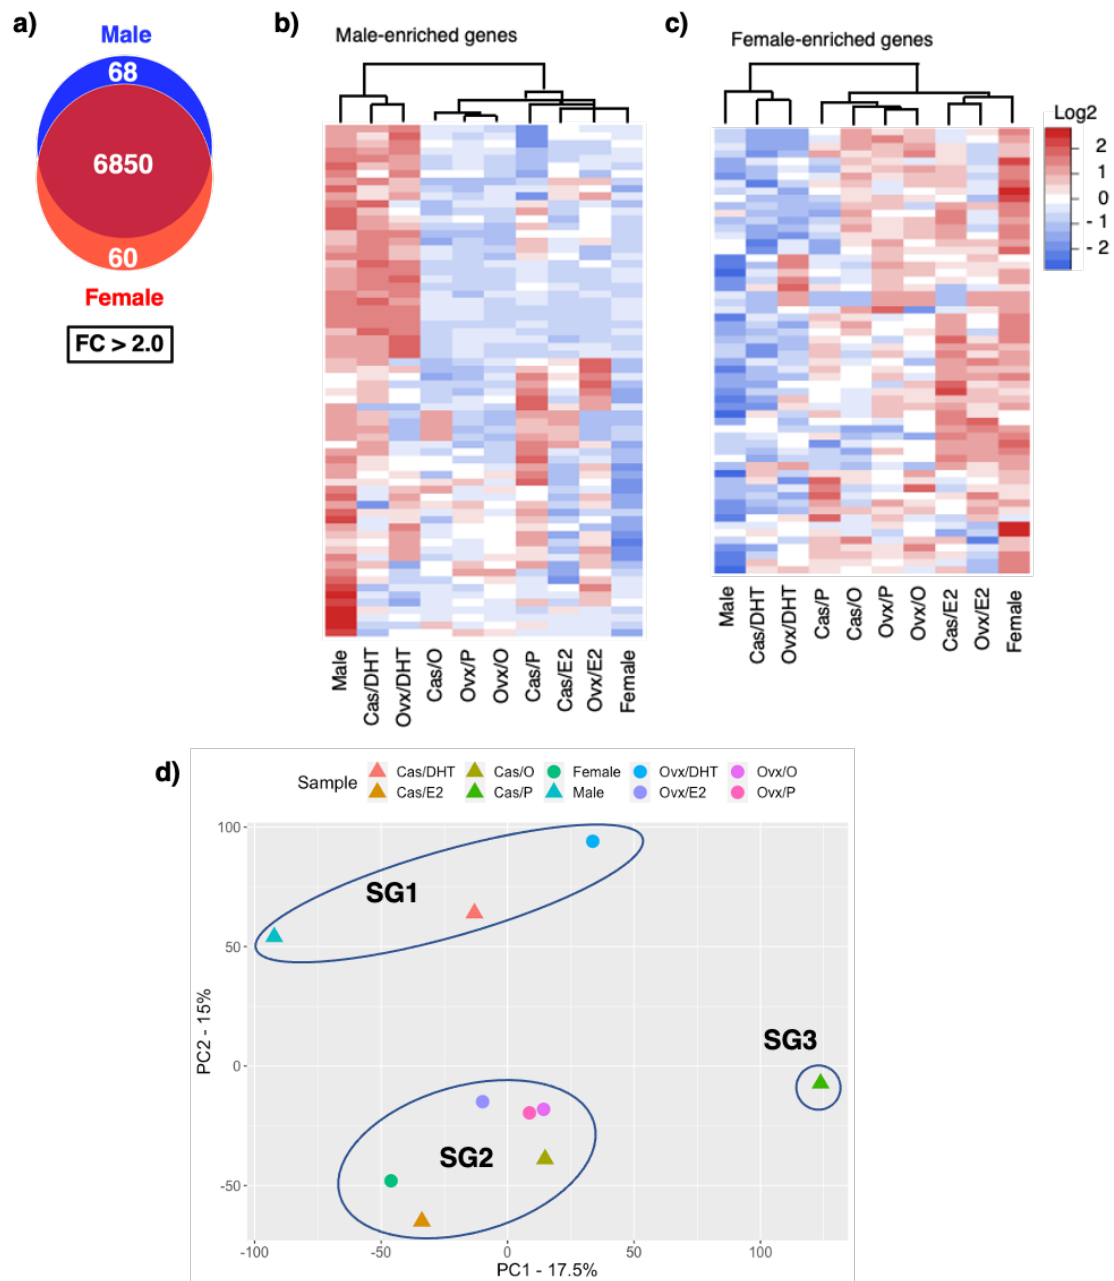 a)
Male
68
6850
60
Female
FC > 2.0
b)
Male-enriched genes
Male
Cas/DHT
Ovx/DHT
Cas/O
Ovx/P
Ovx/O
Cas/P
Cas/E2
Ovx/E2
Female
c)
Female-enriched genes
Log2
2
1
0
- 1
- 2
Male
Cas/DHT
Ovx/DHT
Cas/P
Cas/O
Ovx/P
Ovx/O
Cas/E2
Ovx/E2
Female
d)
Sample
Cas/DHT Cas/O Female Ovx/DHT Ovx/O
Cas/E2 Cas/P Male Ovx/E2 Ovx/P
100
50
0
-50
PC2 - 15%
SG1
SG3
SG2
-100 -50 0 50 100
PC1 - 17.5%